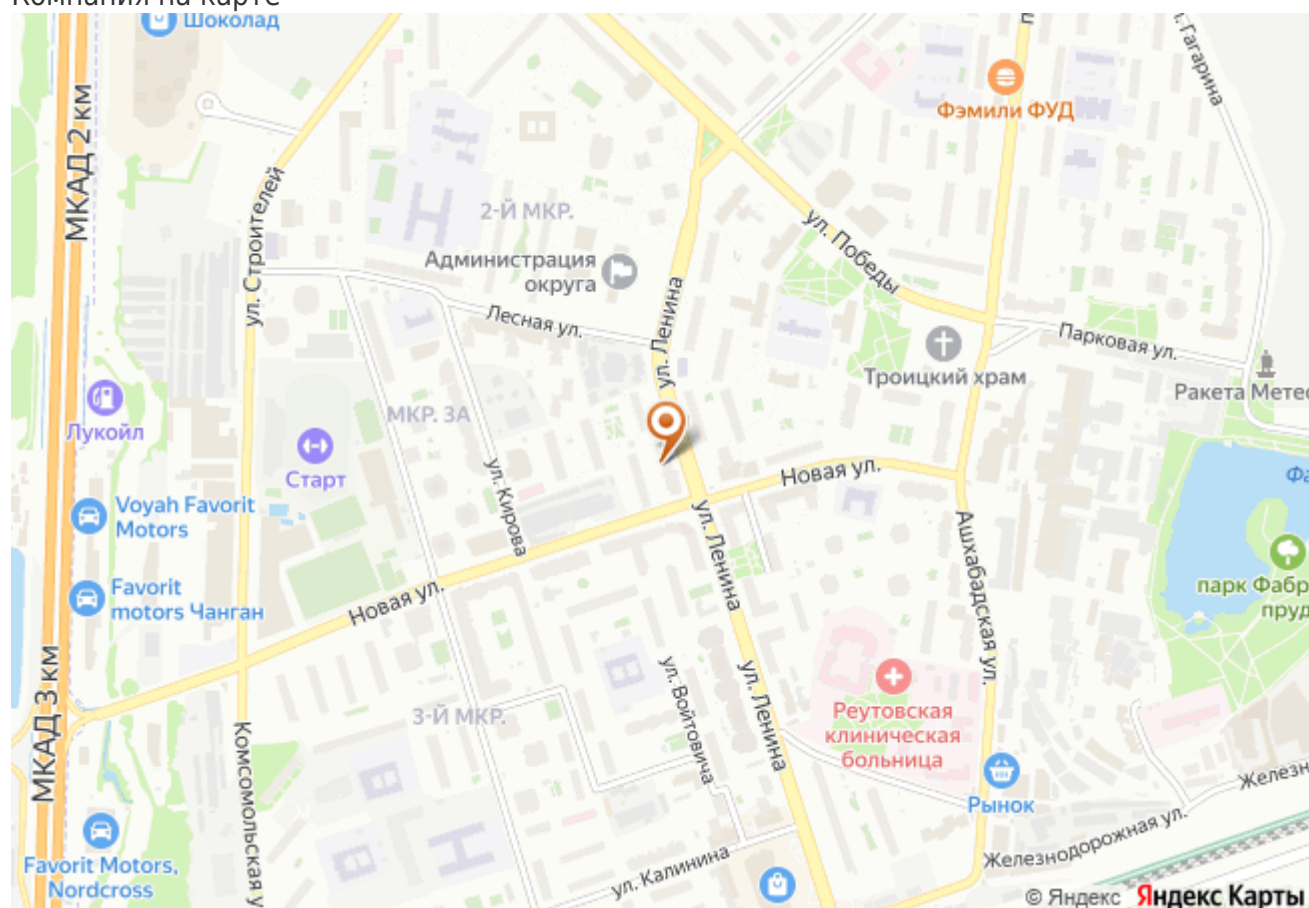 Компания на карте
Шоколад
ул. Гагарина
МКАД 2 км
Фэмили ФУД
ул. Строителей
2-Й МКР.
ул. Победы
Администрация
округа
ул. Ленина
Лесная ул.
Парковая ул.
Троицкий храм
Ракета Метео
Лукойл
МКР. 3А
Старт
ул. Кирова
Новая ул.
Voyah Favorit
Motors
ул. Ленина
Ашхабадская ул.
Favorit
motors Чанган
Новая ул.
парк Фабр
пруд
МКАД 3 км
3-Й МКР.
ул. Войтовича
ул. Ленина
Реутовская
клиническая
больница
Комсомольская у
Рынок
Железн
Железнодорожная ул.
Favorit Motors,
Nordcross
ул. Калинина
© Яндекс Яндекс Карты